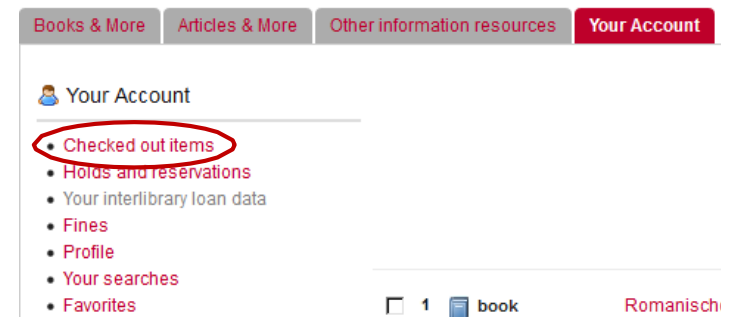 Books & More Articles & More Other information resources Your Account
Your Account
Checked out items
Holds and reservations
Your interlibrary loan data
Fines
Profile
Your searches
Favorites
1 book Romanisch